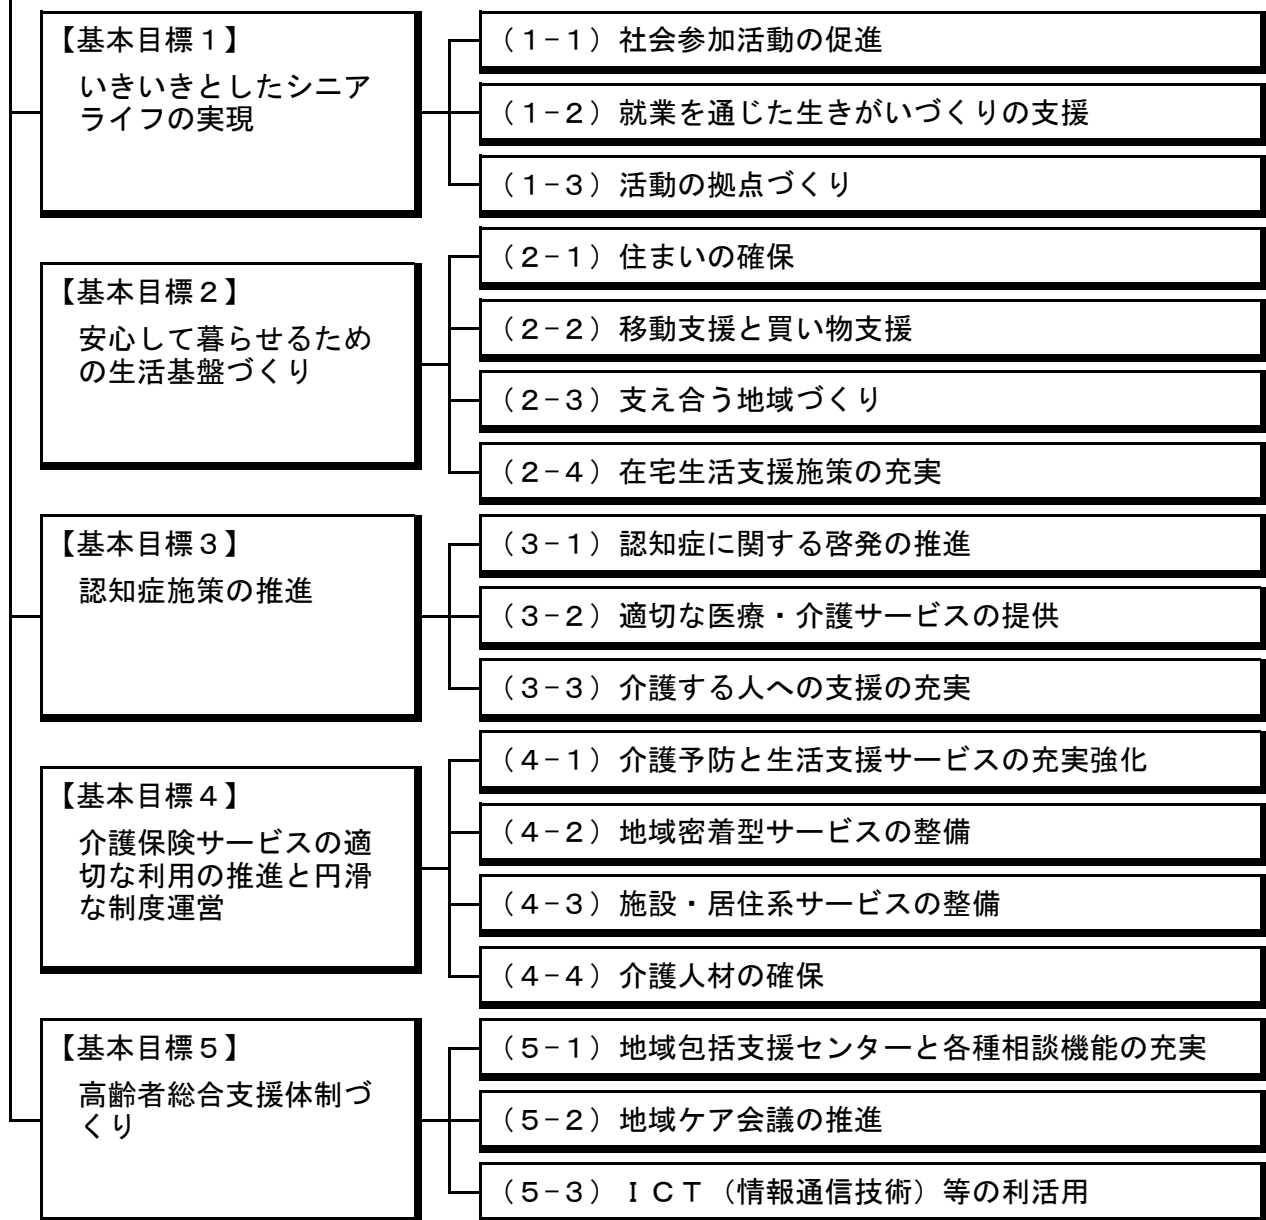 【基本目標１】
いきいきとしたシニア
ライフの実現
（１-１）社会参加活動の促進
（１-２）就業を通じた生きがいづくりの支援
（１-３）活動の拠点づくり
【基本目標２】
安心して暮らせるため
の生活基盤づくり
（２-１）住まいの確保
（２-２）移動支援と買い物支援
（２-３）支え合う地域づくり
（２-４）在宅生活支援施策の充実
【基本目標３】
認知症施策の推進
（３-１）認知症に関する啓発の推進
（３-２）適切な医療・介護サービスの提供
（３-３）介護する人への支援の充実
【基本目標４】
介護保険サービスの適
切な利用の推進と円滑
な制度運営
（４-１）介護予防と生活支援サービスの充実強化
（４-２）地域密着型サービスの整備
（４-３）施設・居住系サービスの整備
（４-４）介護人材の確保
【基本目標５】
高齢者総合支援体制づ
くり
（５-１）地域包括支援センターと各種相談機能の充実
（５-２）地域ケア会議の推進
（５-３）ＩＣＴ（情報通信技術）等の利活用